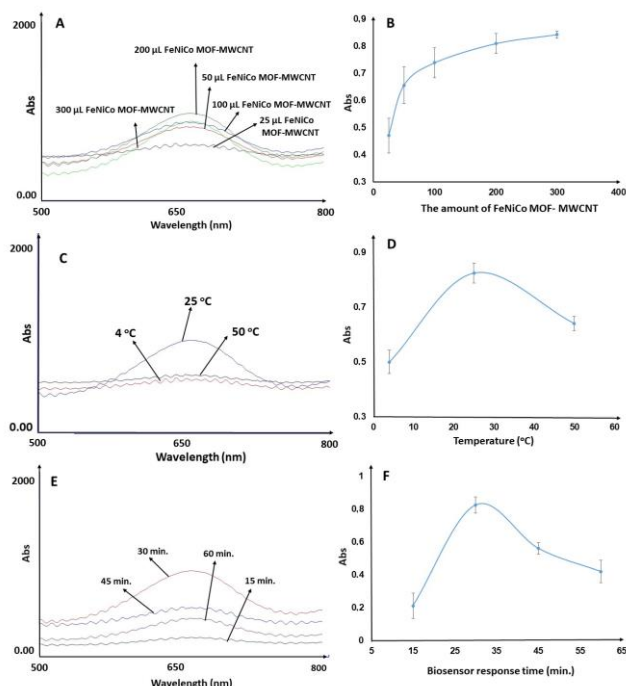 2000
A
200 µL FeNiCo MOF-MWCNT
50 µL FeNiCo MOF-MWCNT
300 µL FeNiCo MOF-MWCNT
100 µL FeNiCo MOF-MWCNT
25 µL FeNiCo
MOF-MWCNT
Abs
0.00
500
650
800
Wavelength (nm)
B
0.9
0.8
0.7
0.6
0.5
0.4
0.3
Abs
0
100
200
300
400
The amount of FeNiCo MOF- MWCNT
2000
C
25 °C
4 °C
50 °C
Abs
0.00
500
650
800
Wavelength (nm)
D
0.9
0.7
0.5
0.3
Abs
0
10
20
30
40
50
60
Temperature (°C)
2000
E
30 min.
60 min.
45 min.
15 min.
Abs
0.00
500
650
800
Wavelength (nm)
F
1
0,8
0,6
0,4
0,2
0
Abs
5
15
25
35
45
55
65
Biosensor response time (min.)